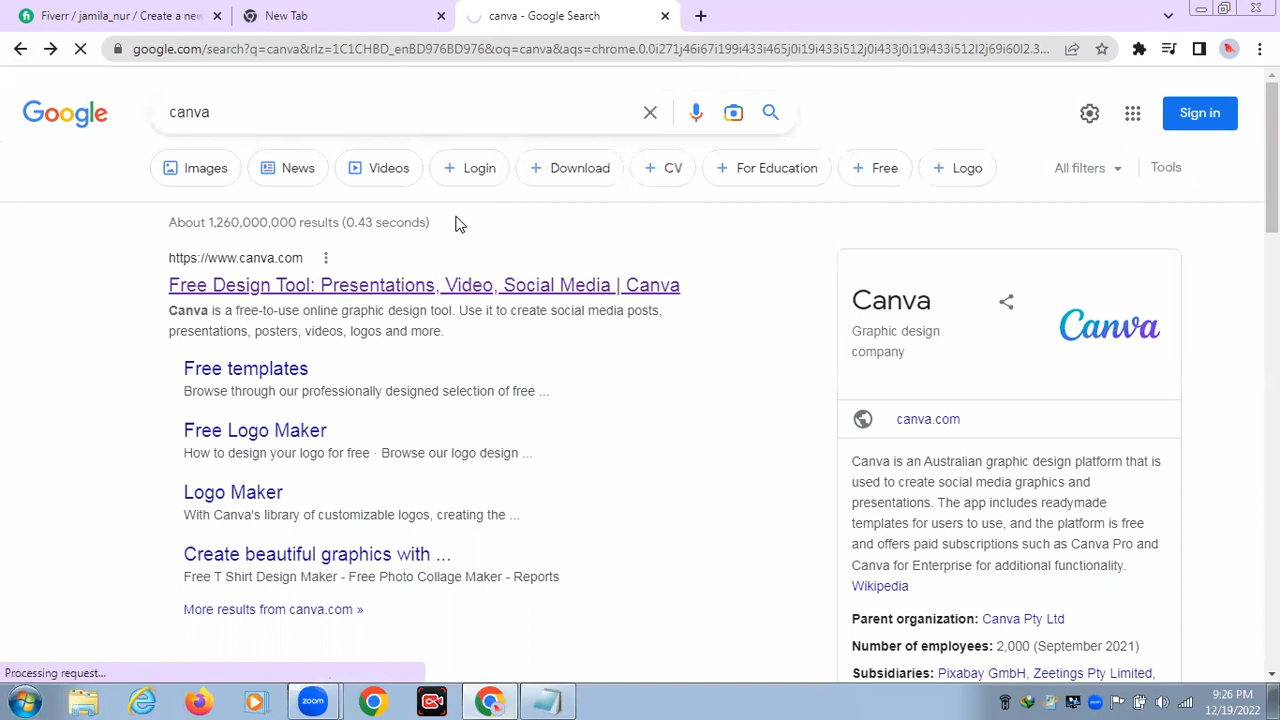 Fiverr / jamila_nur / Create a new
New Tab
canva - Google Search
google.com/search?q=canva&rlz=1C1CHBD_enBD976BD976&oq=canva&aqs=chrome.0.0i271j46i67i199i433i465j0i19i433i512j0i19i433i512l2j69i60l2.3...
Google
canva
Sign in
Images
News
Videos
+ Login
+ Download
+ CV
+ For Education
+ Free
+ Logo
All filters
Tools
About 1,260,000,000 results (0.43 seconds)
https://www.canva.com
Free Design Tool: Presentations, Video, Social Media | Canva
Canva is a free-to-use online graphic design tool. Use it to create social media posts,
presentations, posters, videos, logos and more.
Free templates
Browse through our professionally designed selection of free ...
Free Logo Maker
How to design your logo for free · Browse our logo design ...
Logo Maker
With Canva's library of customizable logos, creating the ...
Create beautiful graphics with ...
Free T Shirt Design Maker - Free Photo Collage Maker - Reports
More results from canva.com »
Canva
Graphic design
company
Canva
canva.com
Canva is an Australian graphic design platform that is
used to create social media graphics and
presentations. The app includes readymade
templates for users to use, and the platform is free
and offers paid subscriptions such as Canva Pro and
Canva for Enterprise for additional functionality.
Wikipedia
Parent organization: Canva Pty Ltd
Number of employees: 2,000 (September 2021)
Subsidiaries: Pixabay GmbH, Zeetings Pty Limited,
Processing request...
zoom
9:26 PM
12/19/2022